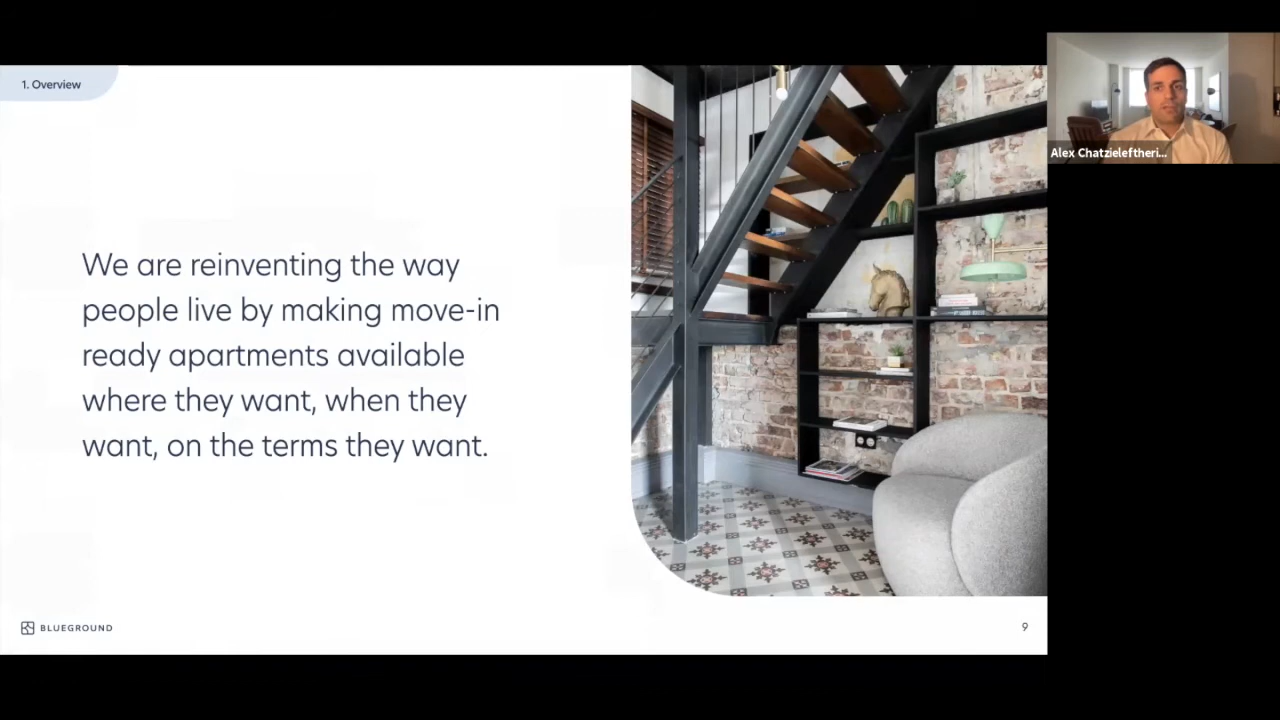 1. Overview
We are reinventing the way
people live by making move-in
ready apartments available
where they want, when they
want, on the terms they want.
BLUEGROUND
9
Alex Chatzieleftheri...